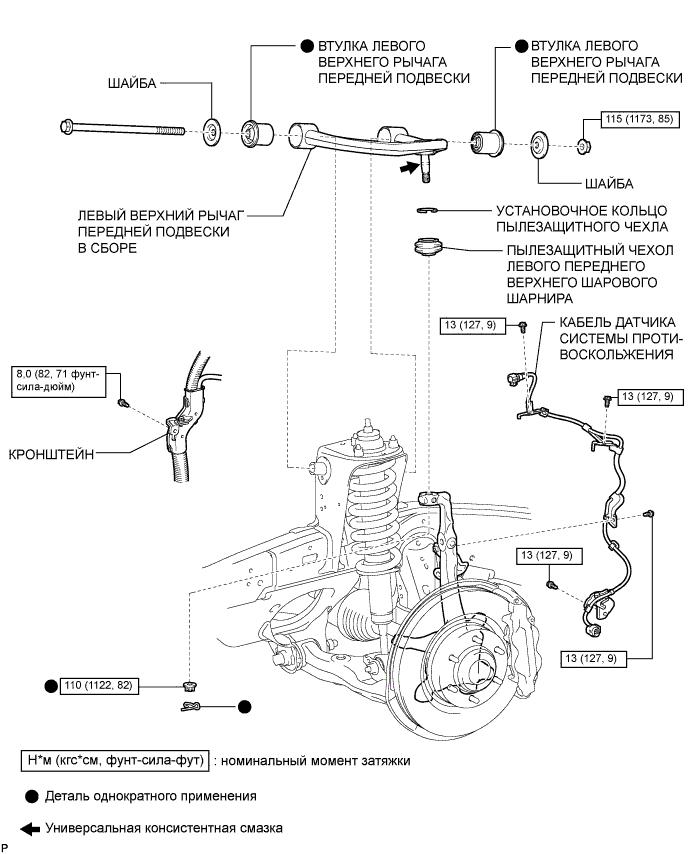 ВТУЛКА ЛЕВОГО
ВЕРХНЕГО РЫЧАГА
ПЕРЕДНЕЙ ПОДВЕСКИ
ВТУЛКА ЛЕВОГО
ВЕРХНЕГО РЫЧАГА
ПЕРЕДНЕЙ ПОДВЕСКИ
ШАЙБА
115 (1173, 85)
ШАЙБА
ЛЕВЫЙ ВЕРХНИЙ РЫЧАГ
ПЕРЕДНЕЙ ПОДВЕСКИ
В СБОРЕ
УСТАНОВОЧНОЕ КОЛЬЦО
ПЫЛЕЗАЩИТНОГО ЧЕХЛА
ПЫЛЕЗАЩИТНЫЙ ЧЕХОЛ
ЛЕВОГО ПЕРЕДНЕГО
ВЕРХНЕГО ШАРОВОГО
ШАРНИРА
13 (127, 9)
КАБЕЛЬ ДАТЧИКА
СИСТЕМЫ ПРОТИ-
ВОСКОЛЬЖЕНИЯ
8,0 (82, 71 фунт-
сила-дюйм)
13 (127, 9)
КРОНШТЕЙН
13 (127, 9)
13 (127, 9)
110 (1122, 82)
Н*м (кгс*см, фунт-сила-фут) : номинальный момент затяжки
Деталь однократного применения
Универсальная консистентная смазка
P